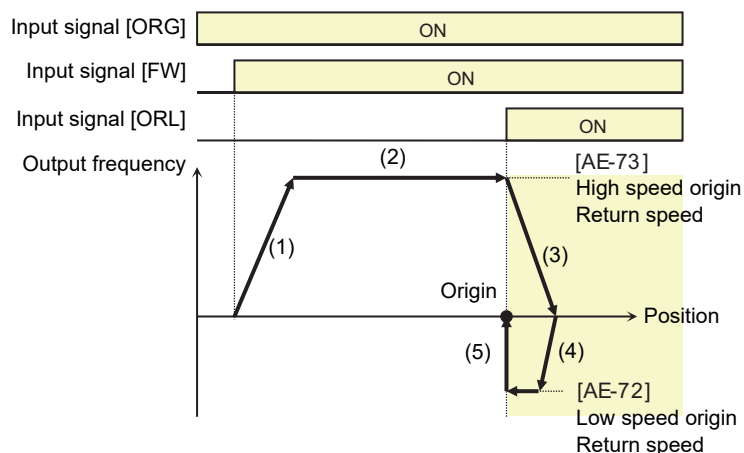 Input signal [ORG]
ON
Input signal [FW]
ON
Input signal [ORL]
ON
Output frequency
(2)
[AE-73]
High speed origin
Return speed
(1)
(3)
Origin
Position
(5)
(4)
[AE-72]
Low speed origin
Return speed